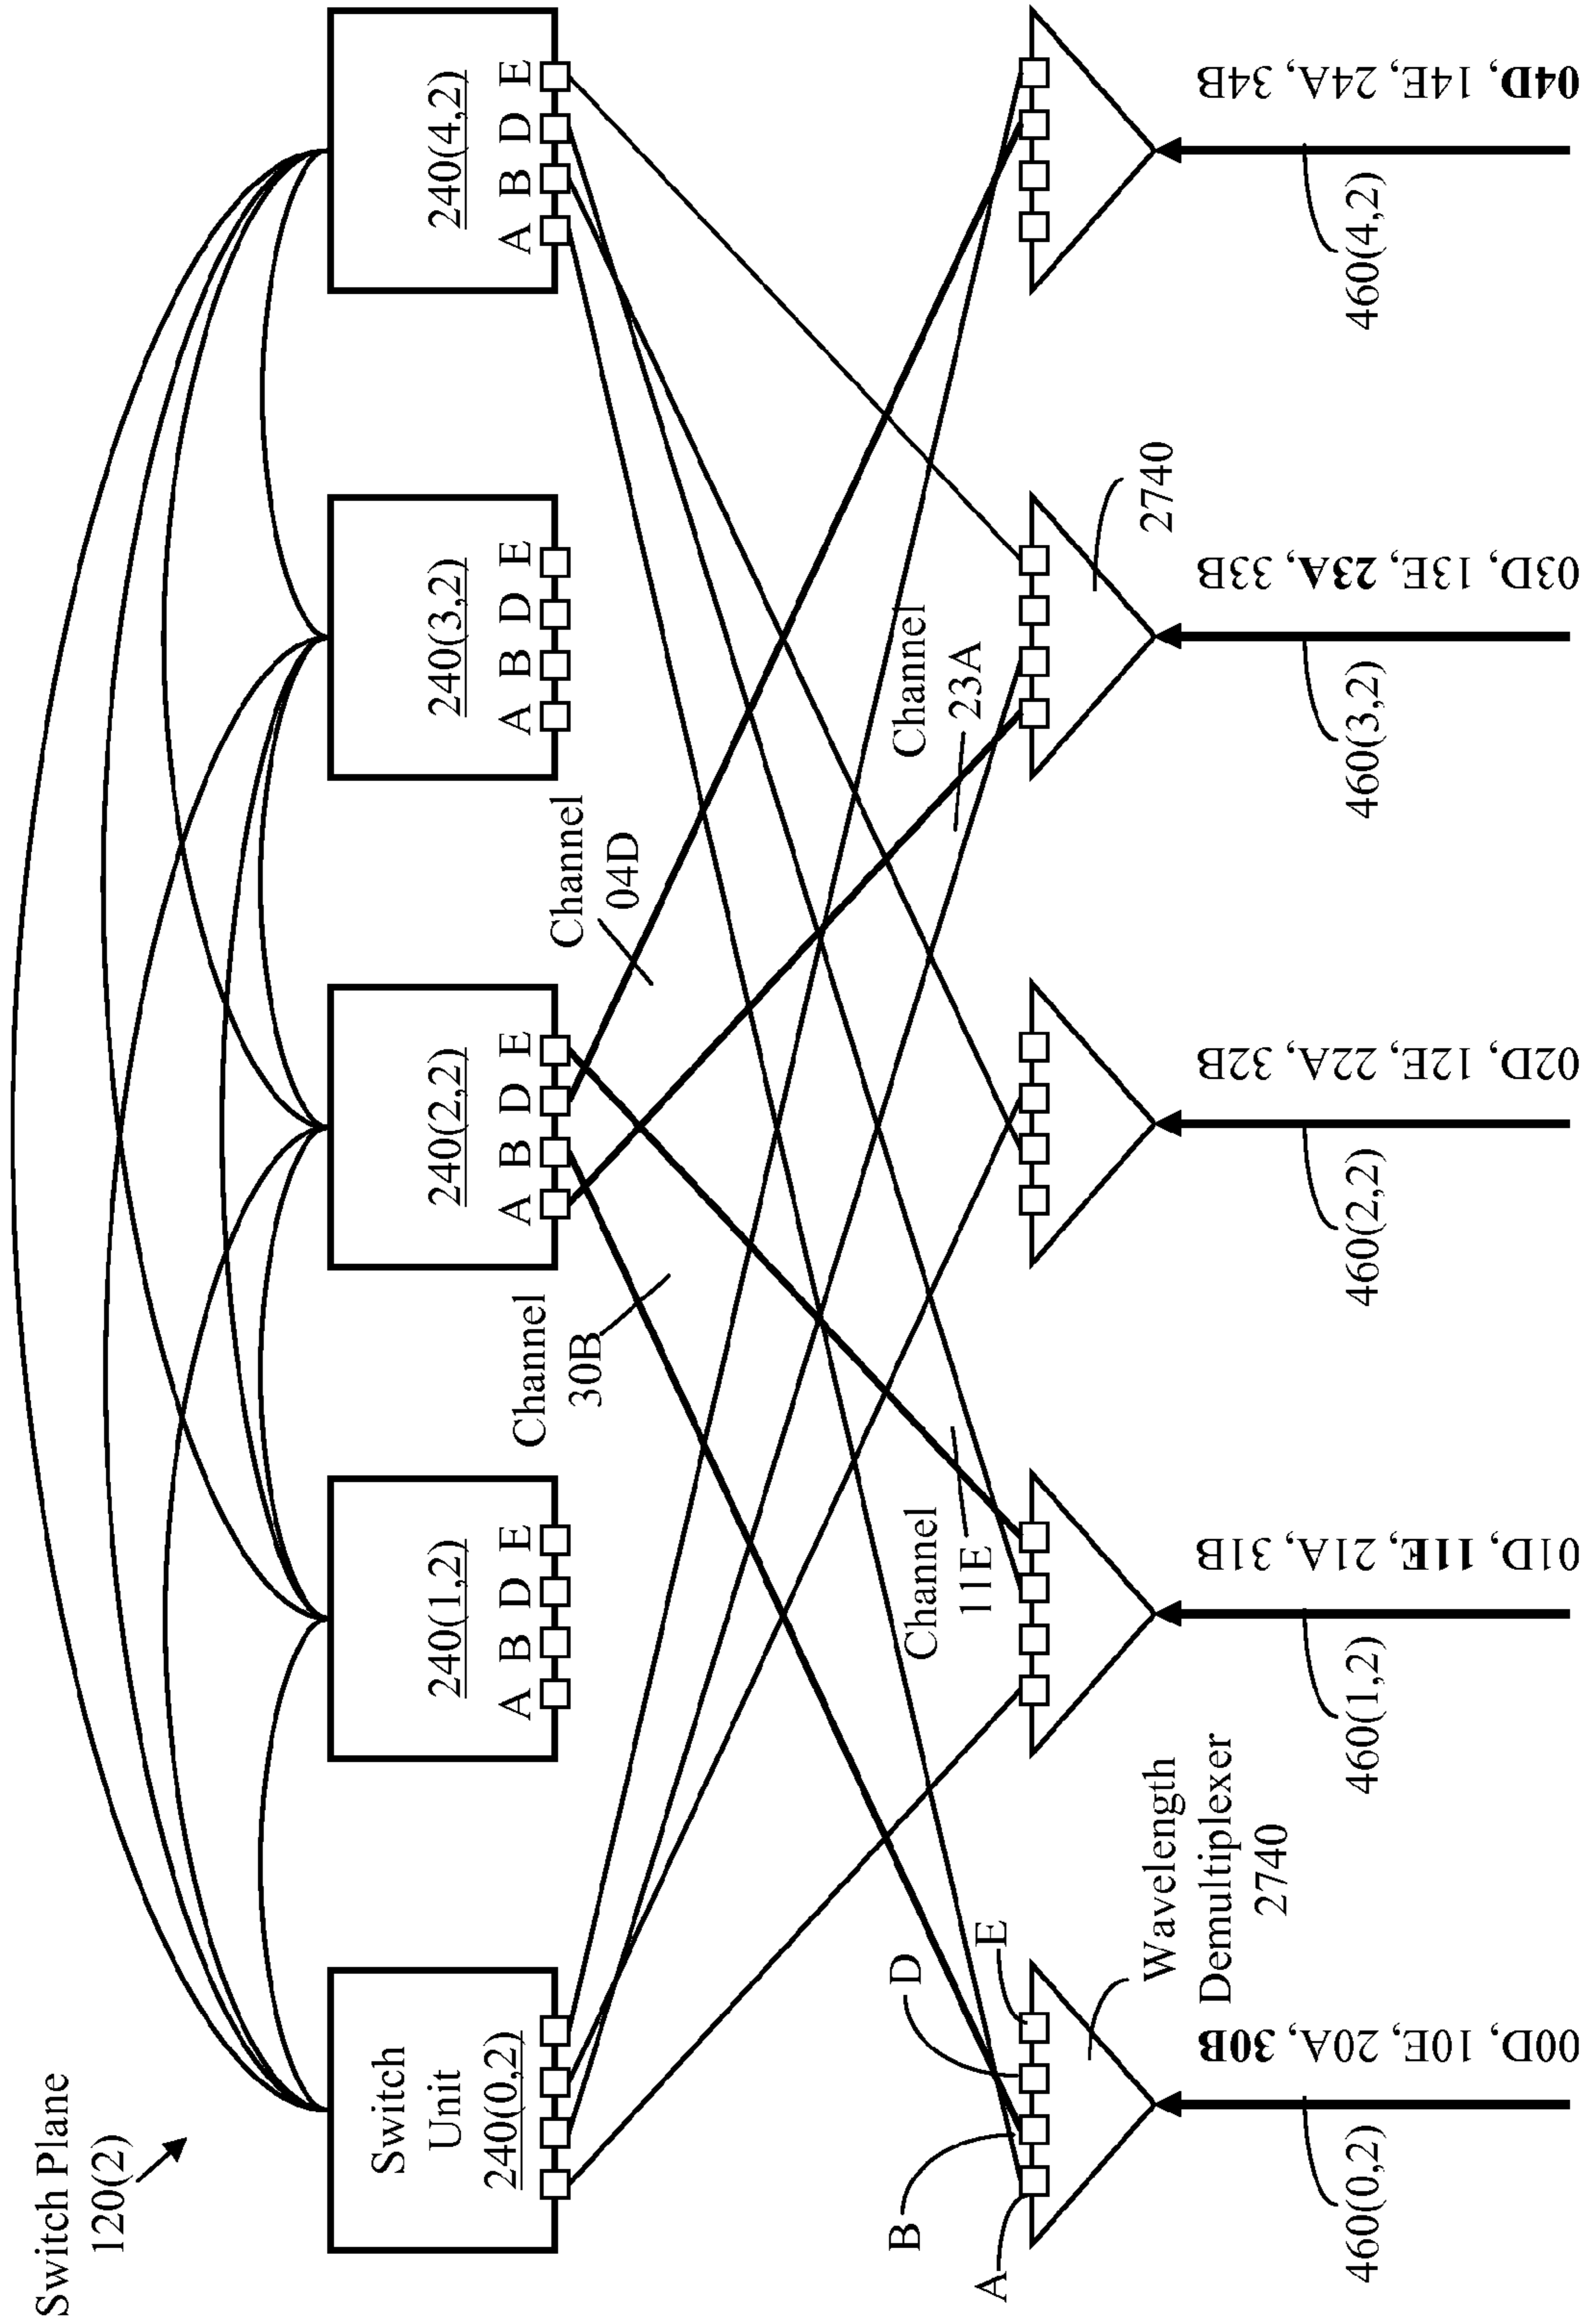 Switch Plane
120(2)
Switch
Unit
240(0,2)
240(1,2)
A B D E
240(2,2)
A B D E
240(3,2)
A B D E
240(4,2)
A B D E
Channel
30B
Channel
04D
Channel
11E
Channel
23A
A
B
D
E
Wavelength
Demultiplexer
2740
2740
460(0,2)
00D, 10E, 20A, 30B
460(1,2)
01D, 11E, 21A, 31B
460(2,2)
02D, 12E, 22A, 32B
460(3,2)
03D, 13E, 23A, 33B
460(4,2)
04D, 14E, 24A, 34B